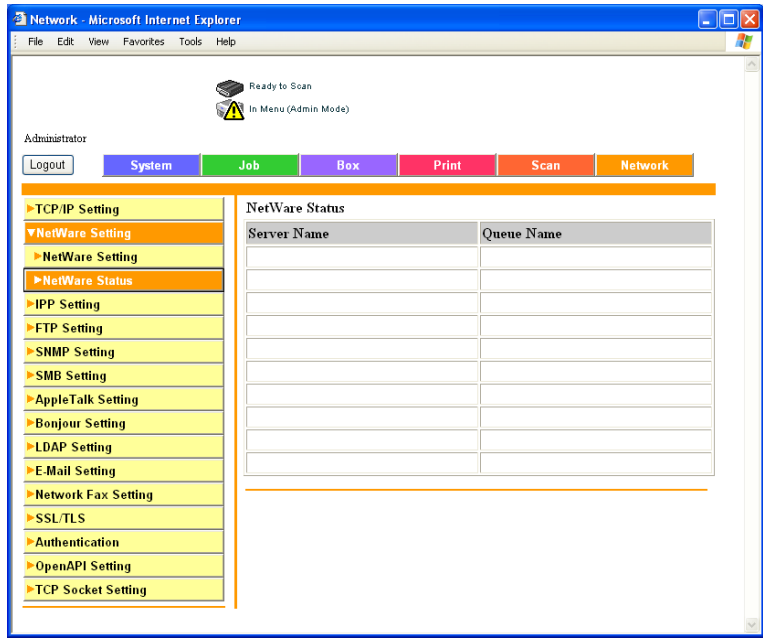 Network - Microsoft Internet Explorer
File Edit View Favorites Tools Help
Ready to Scan
In Menu (Admin Mode)
Administrator
Logout System Job Box Print Scan Network
TCP/IP Setting
NetWare Setting
NetWare Setting
NetWare Status
IPP Setting
FTP Setting
SNMP Setting
SMB Setting
AppleTalk Setting
Bonjour Setting
LDAP Setting
E-Mail Setting
Network Fax Setting
SSL/TLS
Authentication
OpenAPI Setting
TCP Socket Setting
NetWare Status
Server Name Queue Name